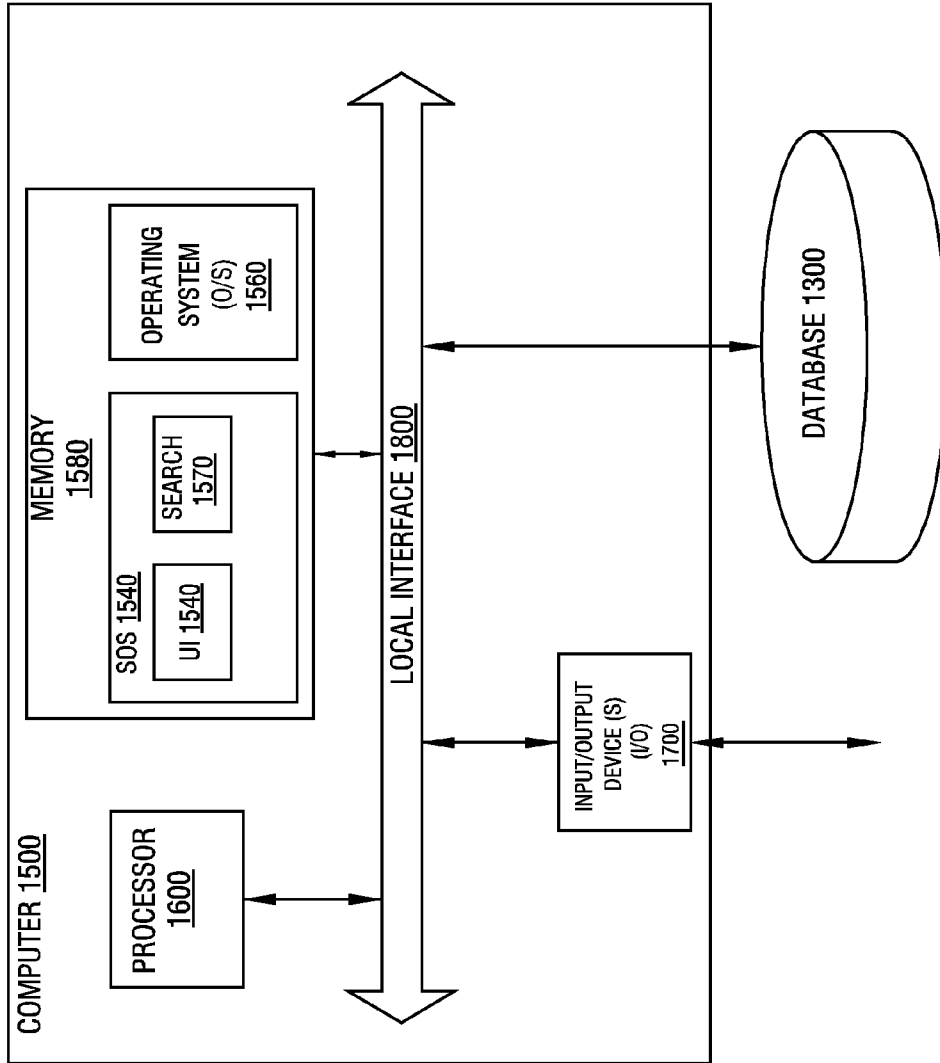 COMPUTER 1500
PROCESSOR
1600
MEMORY
1580
SOS 1540
UI 1540
SEARCH
1570
OPERATING
SYSTEM
(O/S)
1560
LOCAL INTERFACE 1800
INPUT/OUTPUT
DEVICE (S)
(I/O)
1700
DATABASE 1300